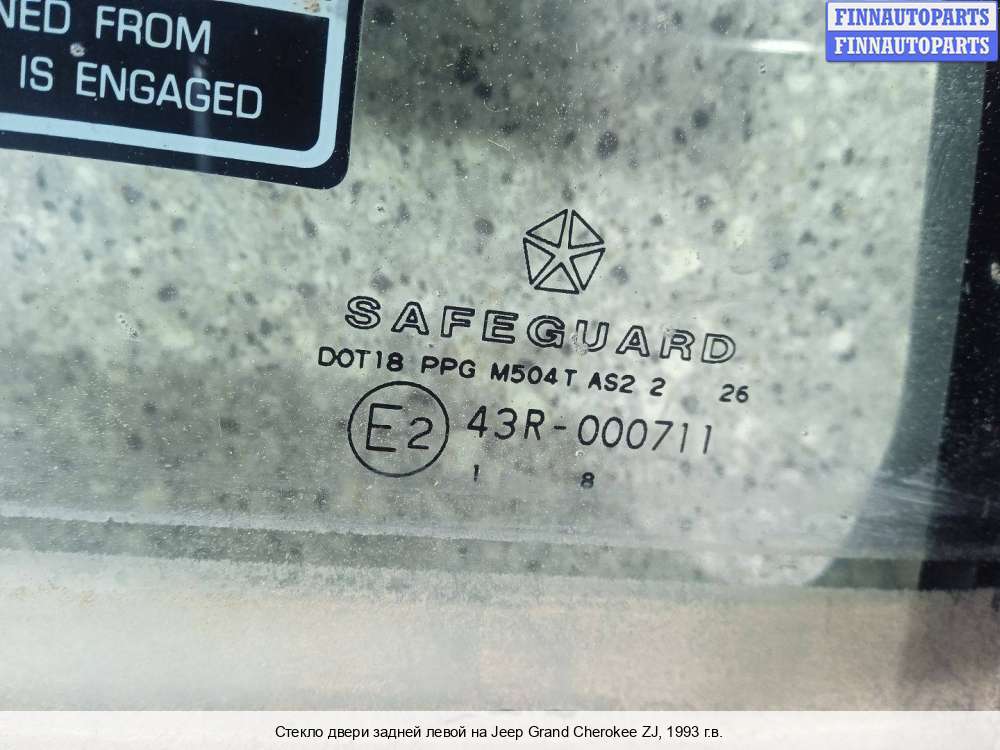 FINNAUTOPARTS
FINNAUTOPARTS
NED FROM
IS ENGAGED
SAFEGUARD
DOT18 PPG M504T AS2 2 26
E2 43R-000711
1 8
Стекло двери задней левой на Jeep Grand Cherokee ZJ, 1993 г.в.